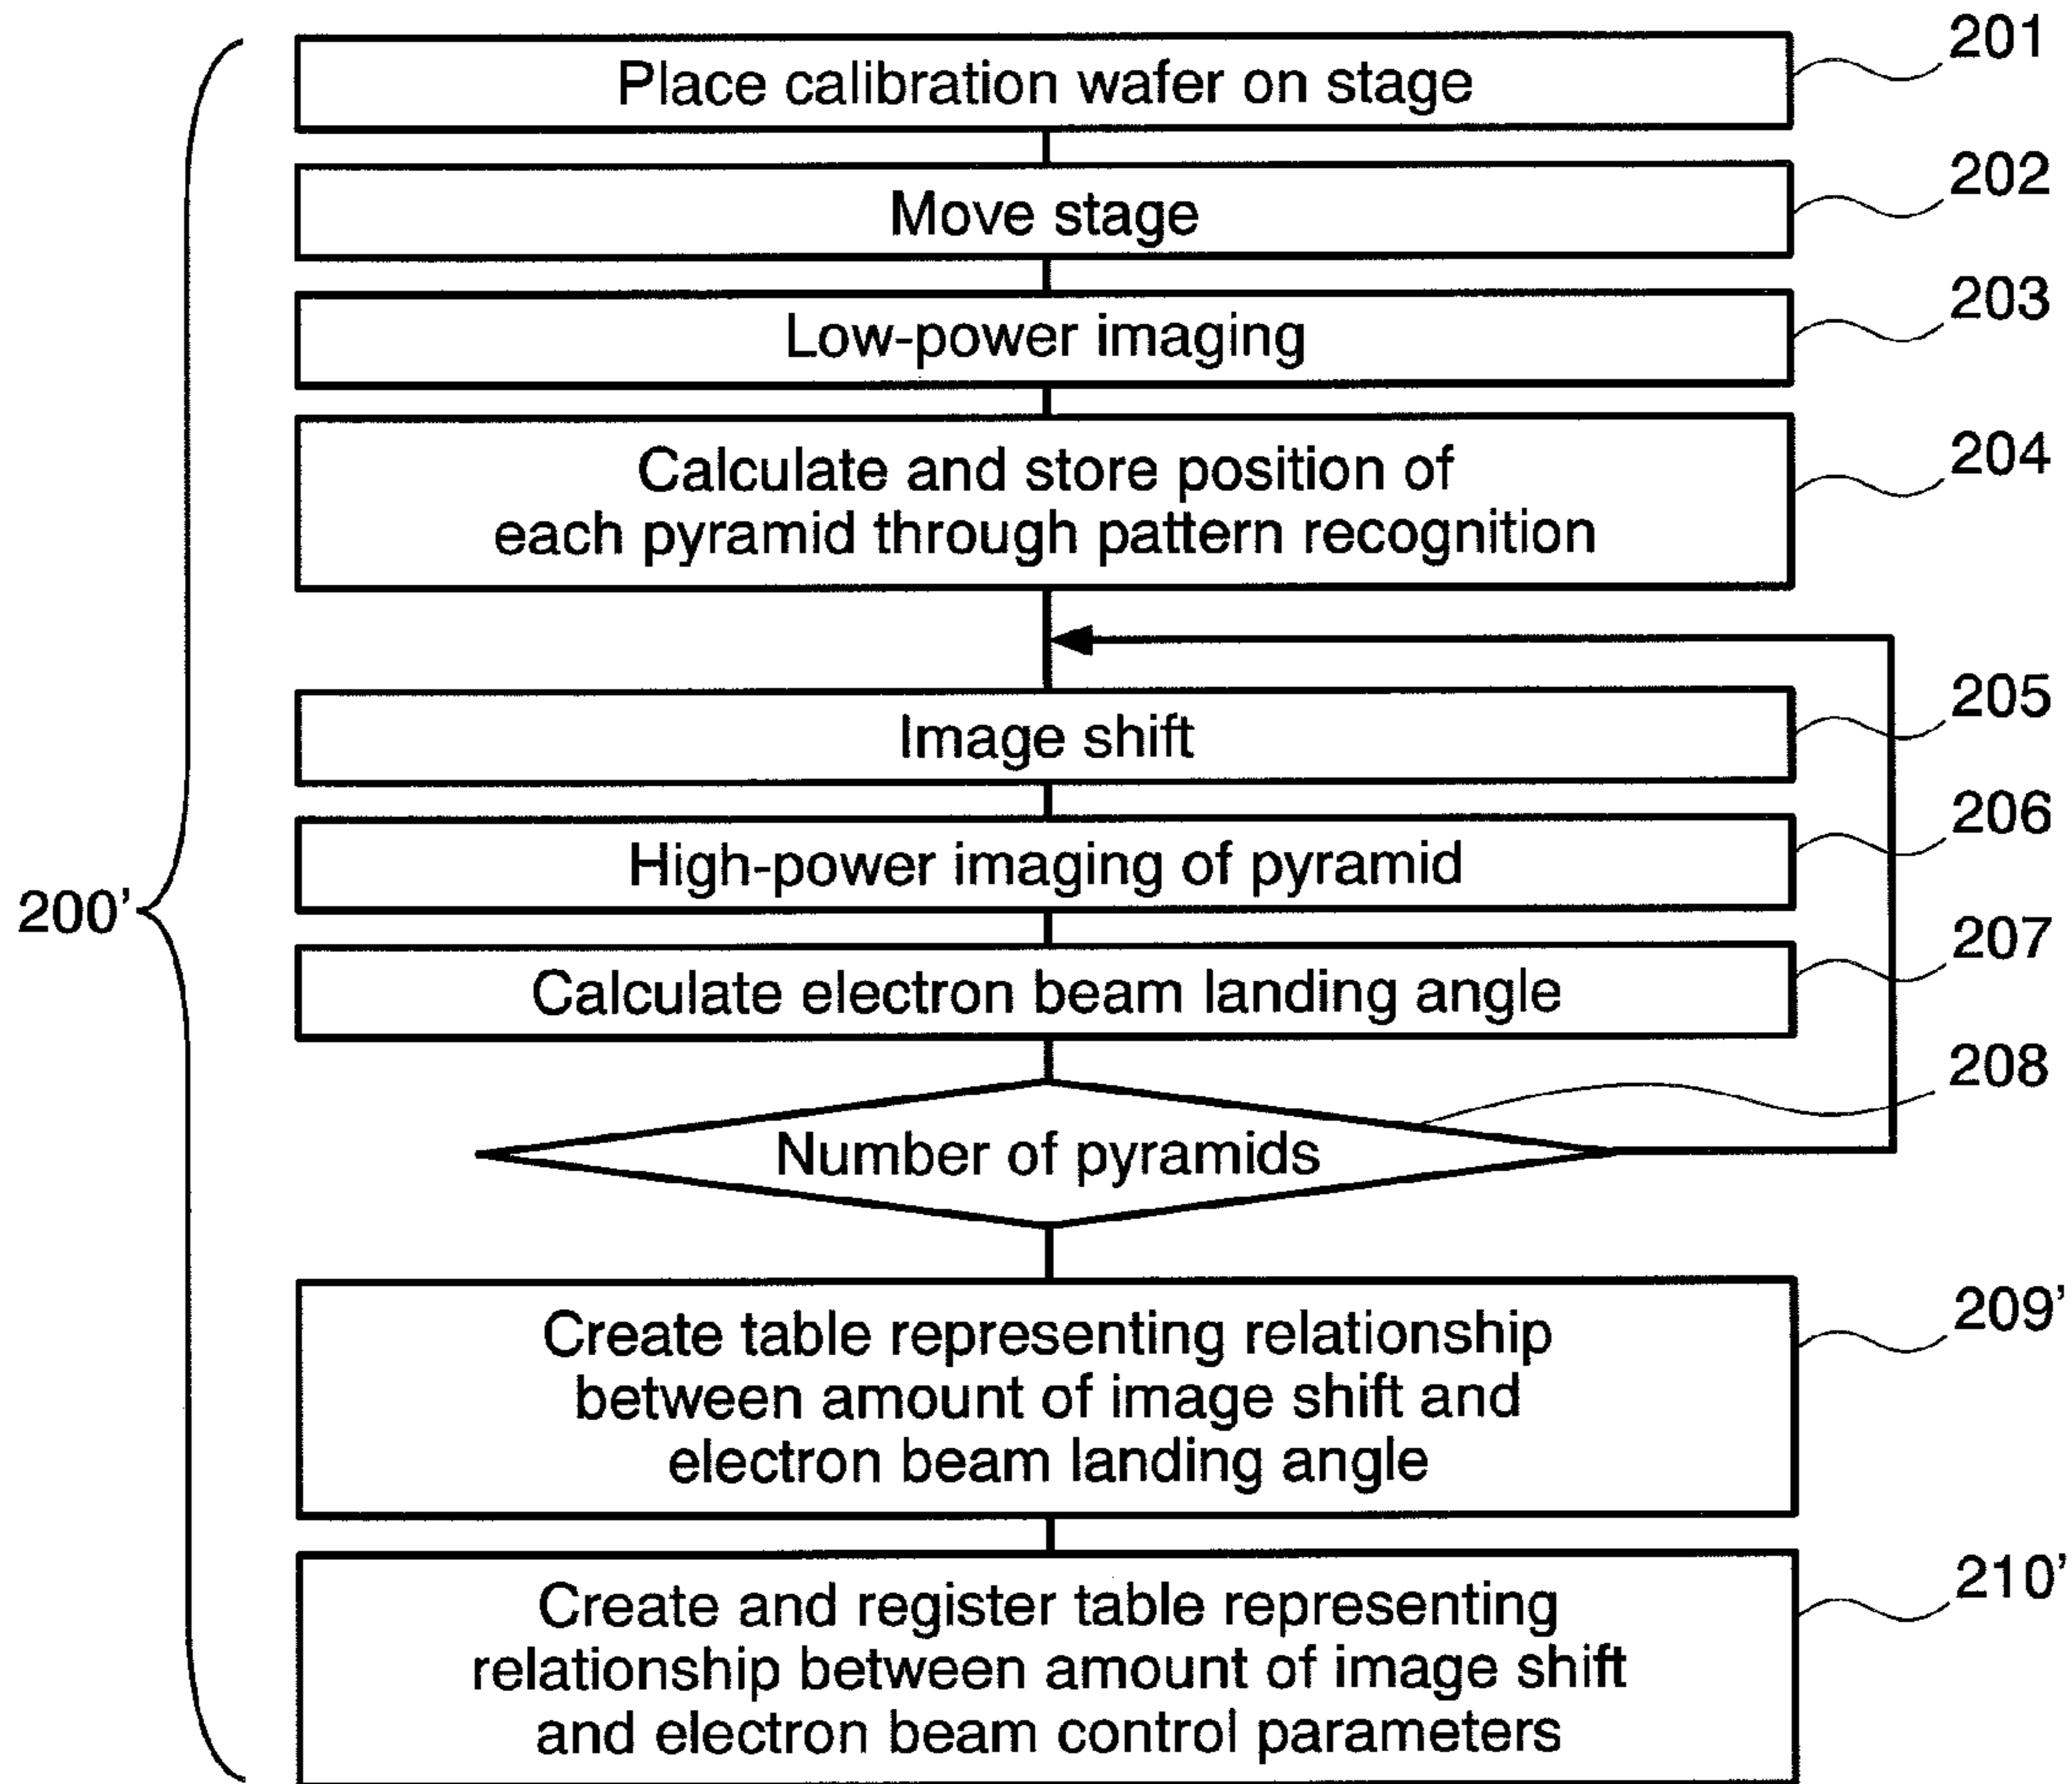 201
Place calibration wafer on stage
202
Move stage
203
Low-power imaging
204
Calculate and store position of
each pyramid through pattern recognition
205
Image shift
206
High-power imaging of pyramid
200'
207
Calculate electron beam landing angle
208
Number of pyramids
209'
Create table representing relationship
between amount of image shift and
electron beam landing angle
210'
Create and register table representing
relationship between amount of image shift
and electron beam control parameters